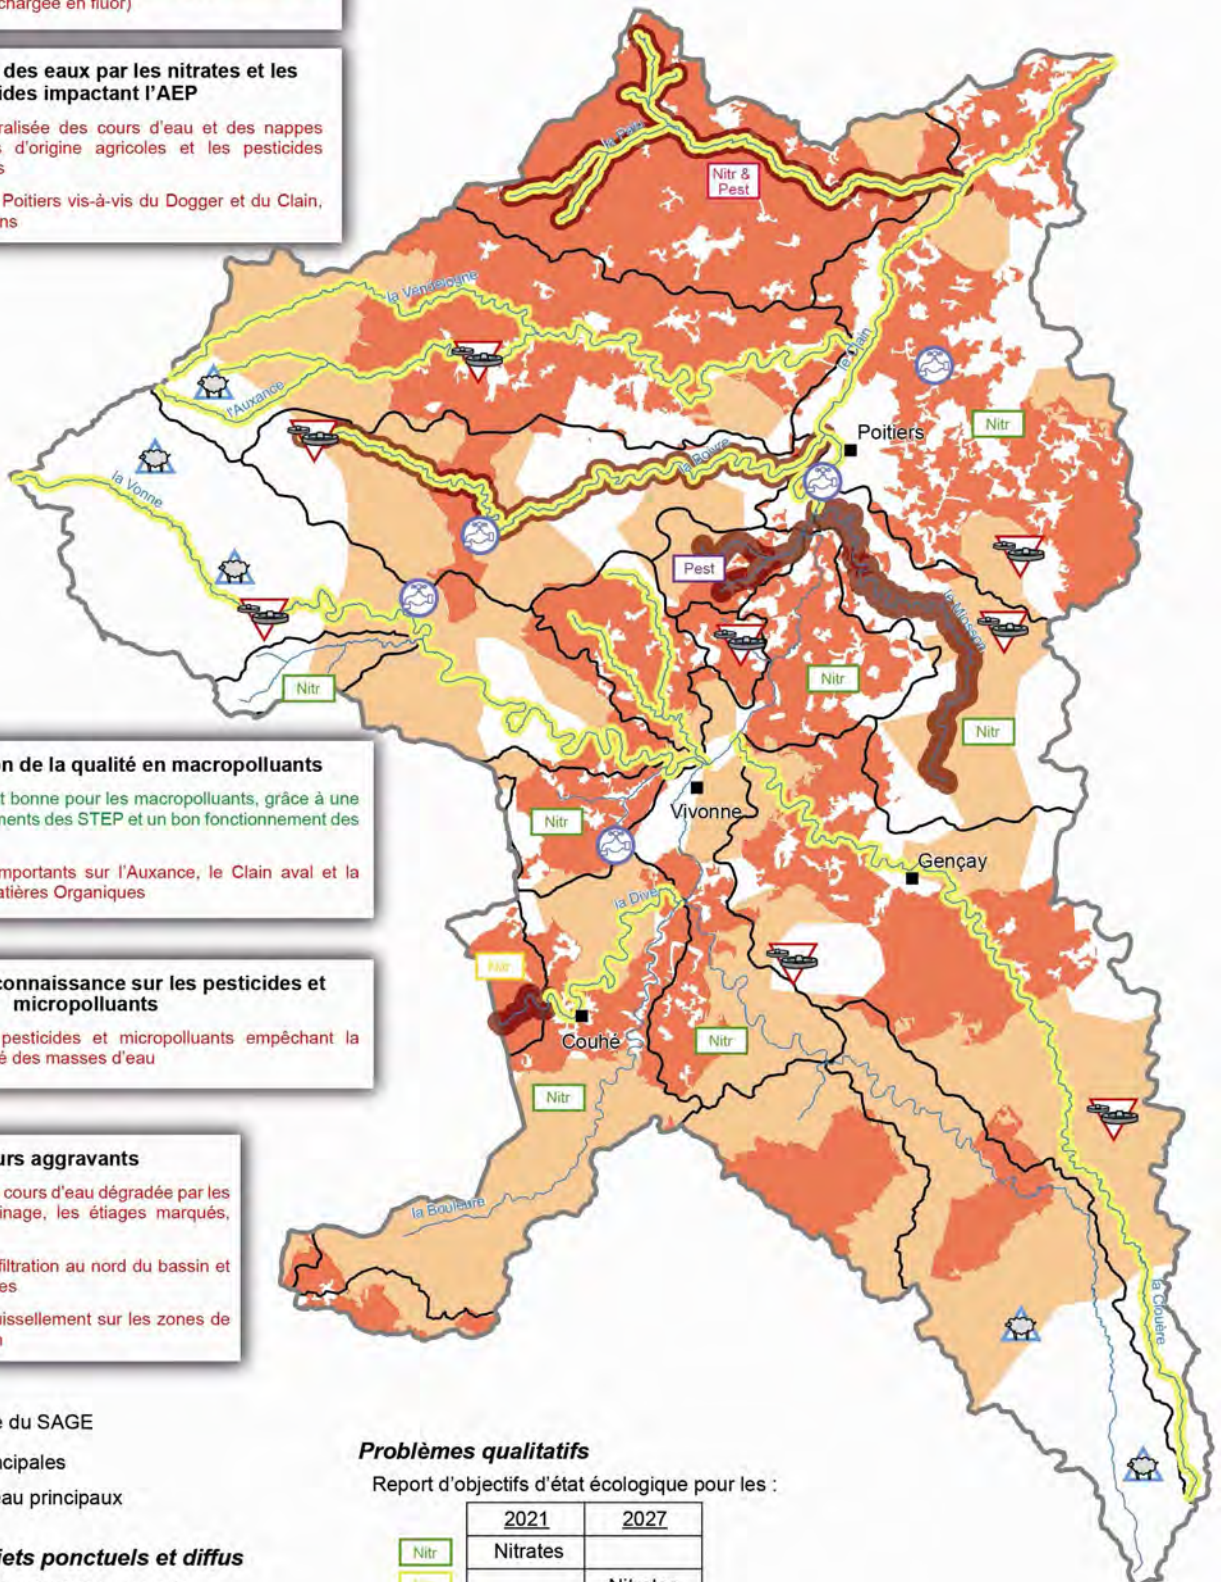 chargée en fluor)
des eaux par les nitrates et les
ides impactant l'AEP
ralisée des cours d'eau et des nappes
s d'origine agricoles et les pesticides
s
Poitiers vis-à-vis du Dogger et du Clain,
ns
la Pallu
Nitr &
Pest
la Vendelogne
l'Auxance
le Clain
Nitr
Poitiers
la Boivre
la Vonne
Pest
le Miosson
Nitr
Nitr
Nitr
n de la qualité en macropolluants
t bonne pour les macropolluants, grâce à une
ments des STEP et un bon fonctionnement des
mportants sur l'Auxance, le Clain aval et la
atières Organiques
Vivonne
Nitr
Gençay
la Dive
connaissance sur les pesticides et
micropolluants
pesticides et micropolluants empêchant la
é des masses d'eau
Nitr
Couhé
Nitr
Nitr
urs aggravants
cours d'eau dégradée par les
inage, les étiages marqués,
filtration au nord du bassin et
es
uissellement sur les zones de
n
la Bouleure
la Clouère
e du SAGE
ncipales
eau principaux
jets ponctuels et diffus
Problèmes qualitatifs
Report d'objectifs d'état écologique pour les :
2021 2027
Nitr Nitrates
Nitrates